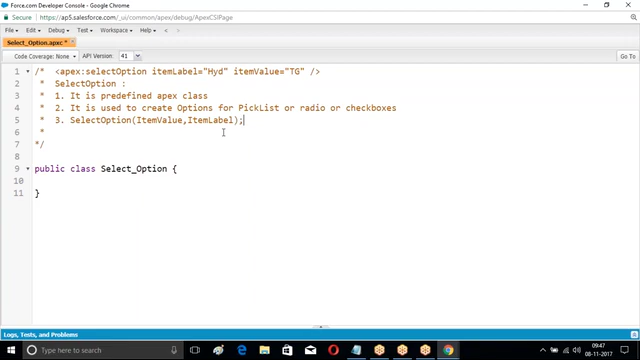 Force.com Developer Console - Google Chrome
Secure https://ap5.salesforce.com/_ui/common/apex/debug/ApexCSIPage
File Edit Debug Test Workspace Help < >
Select_Option.apxc *
Code Coverage: None API Version: 41 Go To
1 /* <apex:selectOption itemLabel="Hyd" itemValue="TG" />
2 * SelectOption :
3 * 1. It is predefined apex class
4 * 2. It is used to create Options for PickList or radio or checkboxes
5 * 3. SelectOption(ItemValue,ItemLabel);
6 *
7 */
8
9 public class Select_Option {
10
11 }
Logs, Tests, and Problems
Type here to search
09:47
08-11-2017